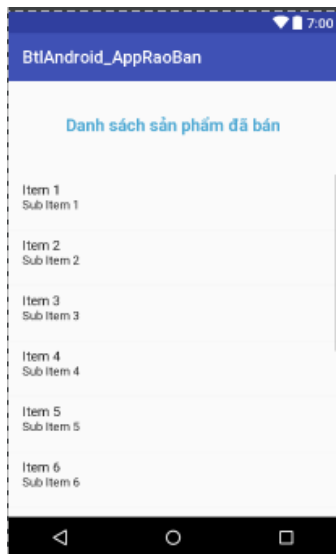 7:00
BtlAndroid_AppRaoBan
Danh sách sản phẩm đã bán
Item 1
Sub Item 1
Item 2
Sub Item 2
Item 3
Sub Item 3
Item 4
Sub Item 4
Item 5
Sub Item 5
Item 6
Sub Item 6